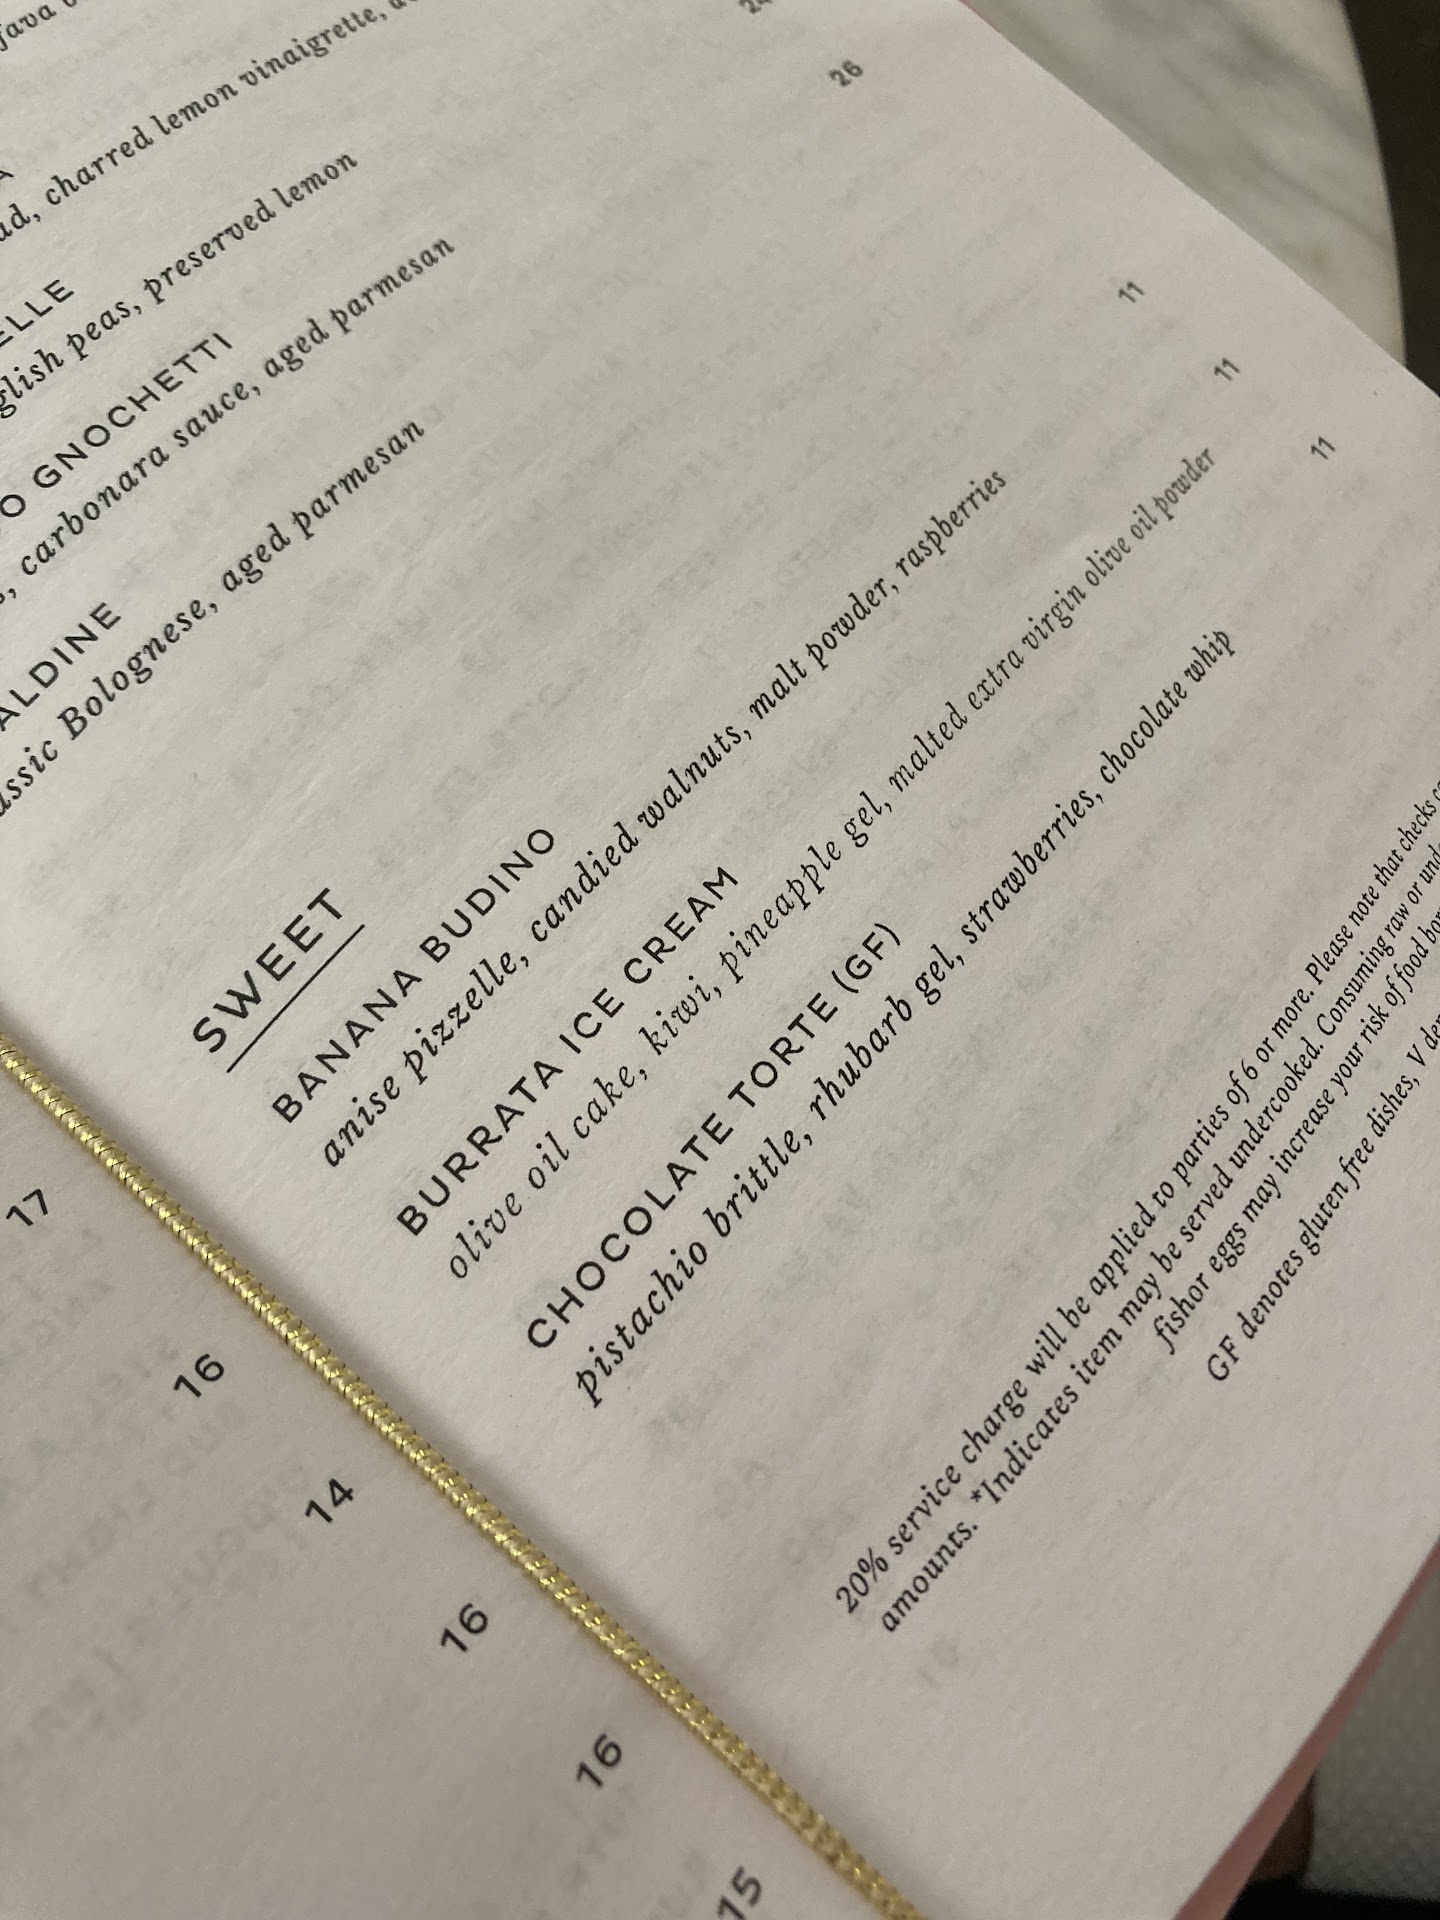 charred lemon vinaigrette,
26
preserved lemon
peas,
GNOCHETTI
carbonara sauce, aged parmesan
Bolognese, aged parmesan
SWEET
BANANA BUDINO 11
anise pizzelle, candied walnuts, malt powder, raspberries
BURRATA ICE CREAM 11
olive oil cake, kiwi, pineapple gel, malted extra virgin olive oil powder
CHOCOLATE TORTE (GF) 11
pistachio brittle, rhubarb gel, strawberries, chocolate whip
20% service charge will be applied to parties of 6 or more. Please note that checks
amounts. *Indicates item may be served undercooked. Consuming raw or
fishor eggs may increase your risk of food
GF denotes gluten free dishes, V
17
16
14
16
16
15